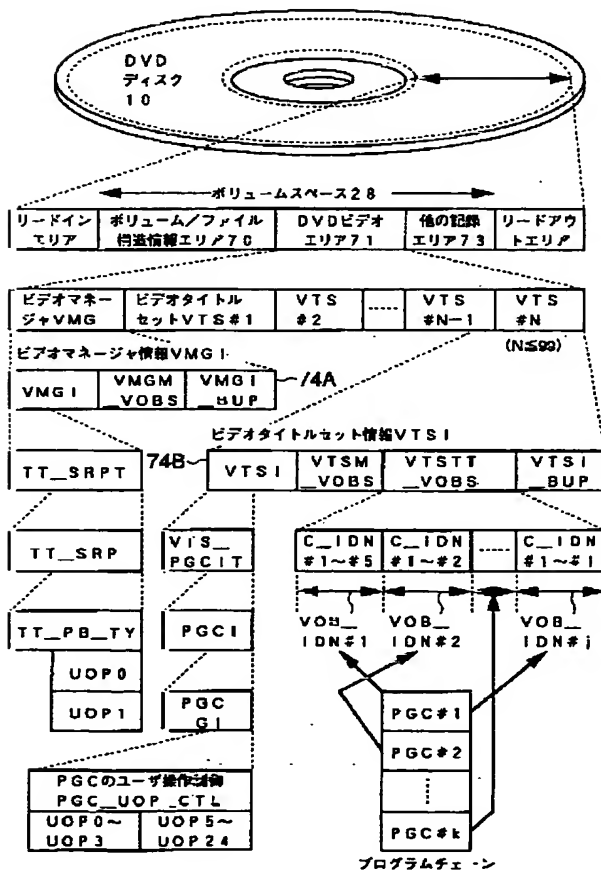 DVD
ディスク
10
ボリュームスペース28
リードイン
エリア
ボリューム/ファイル
構造情報エリア70
DVDビデオ
エリア71
他の記録
エリア73
リードアウ
トエリア
ビデオマネー
ジャVMG
ビデオタイトル
セットVTS#1
VTS
#2
VTS
#N-1
VTS
#N
(N≦99)
ビデオマネージャ情報VMGI
VMGI
VMGM
_VOBS
VMGI
_BUP
74A
ビデオタイトルセット情報VTSI
74B
VTSI
VTSM
_VOBS
VTSTT
_VOBS
VTSI
_BUP
TT_SRPT
TT_SRP
VTS_
PGCIT
C_IDN
#1~#5
C_IDN
#1~#2
C_IDN
#1~#i
VOB_
IDN#1
VOB_
IDN#2
VOB_
IDN#j
TT_PB_TY
UOP0
UOP1
PGCI
PGC
GI
PGC#1
PGC#2
PGC#k
PGCのユーザ操作制御
PGC_UOP_CTL
UOP0~
UOP3
UOP5~
UOP24
プログラムチェーン